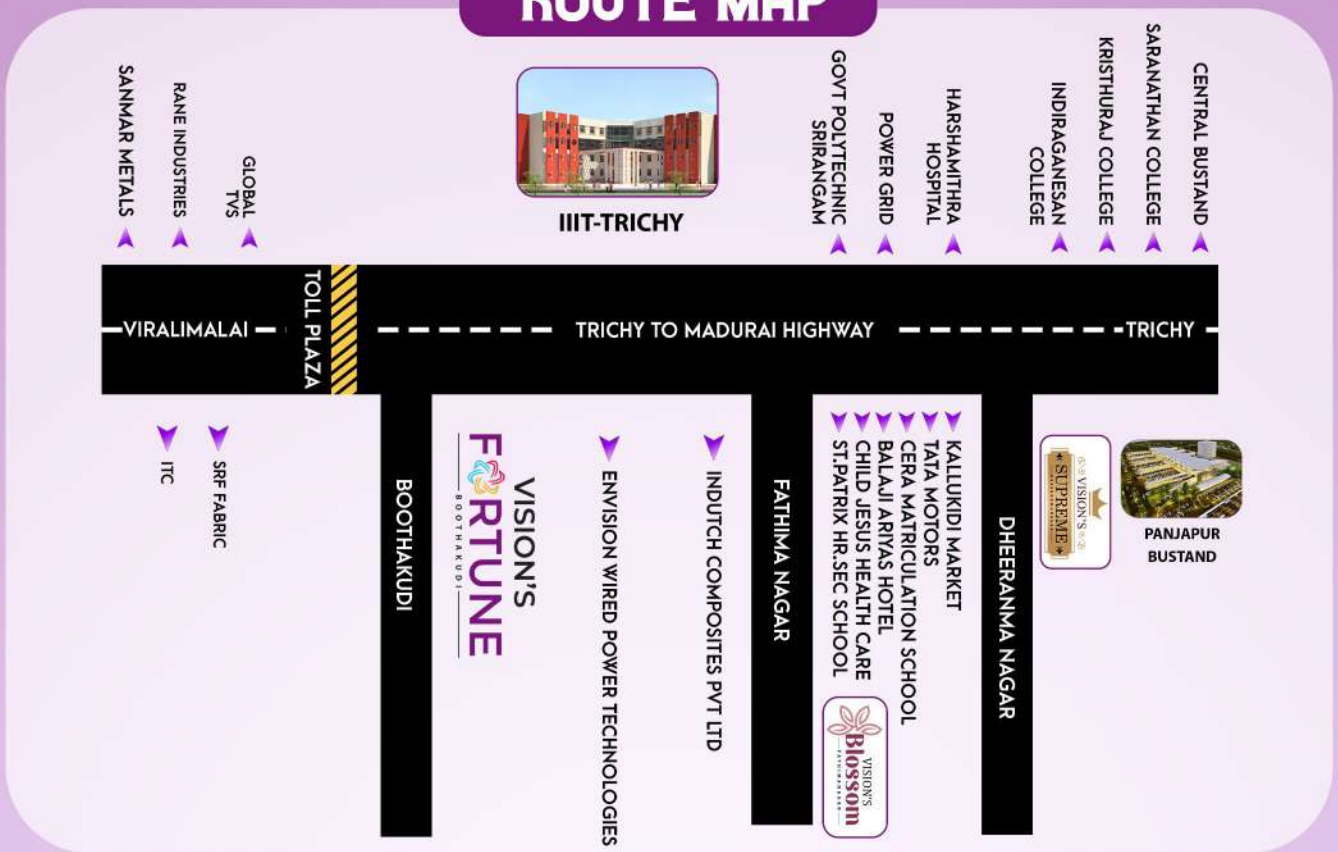 ROUTE MAP
SANMAR METALS
RANE INDUSTRIES
GLOBAL
TVS
IIIT-TRICHY
GOVT POLYTECHNIC
SRIRANGAM
POWER GRID
HARSHAMITHRA
HOSPITAL
INDIRAGANESAN
COLLEGE
KRISTHURAJ COLLEGE
SARANATHAN COLLEGE
CENTRAL BUSTAND
VIRALIMALAI
TOLL PLAZA
TRICHY TO MADURAI HIGHWAY
TRICHY
ITC
SRF FABRIC
BOOTHAKUDI
VISION'S
FORTUNE
BOOTHAKUDI
ENVISION WIRED POWER TECHNOLOGIES
INDUTCH COMPOSITES PVT LTD
FATHIMA NAGAR
KALLUKIDI MARKET
TATA MOTORS
CERA MATRICULATION SCHOOL
BALAJI ARIYAS HOTEL
CHILD JESUS HEALTH CARE
ST.PATRIX HR.SEC SCHOOL
VISION'S
Blossom
FATHIMANAGAR
DHEERANMA NAGAR
VISION'S
SUPREME
PANJAPUR
BUSTAND